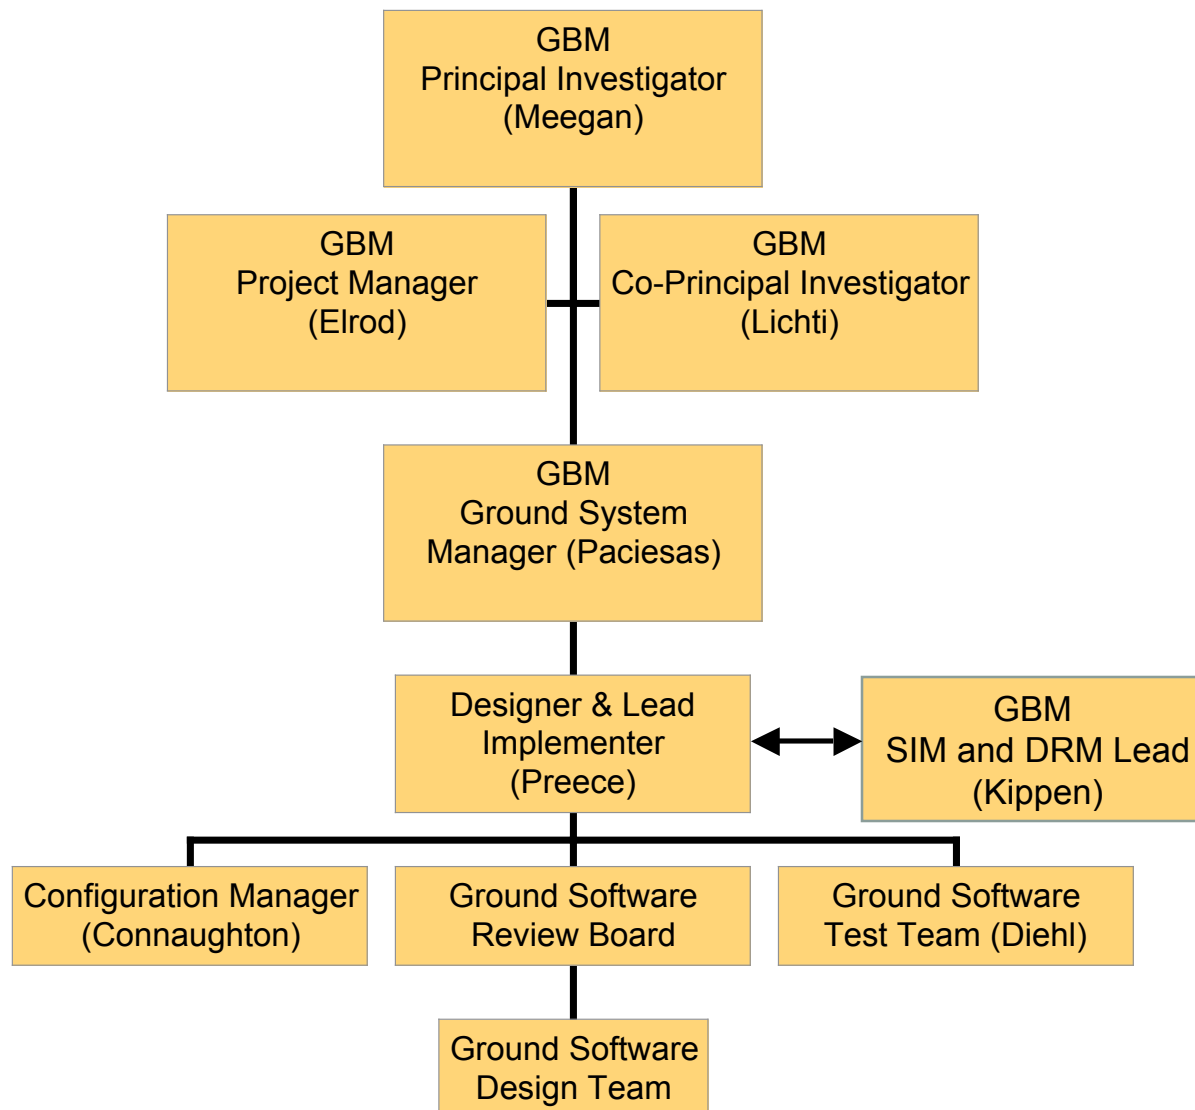 GBM
Principal Investigator
(Meegan)
GBM
Project Manager
(Elrod)
GBM
Co-Principal Investigator
(Lichti)
GBM
Ground System
Manager (Paciesas)
Designer & Lead
Implementer
(Preece)
GBM
SIM and DRM Lead
(Kippen)
Configuration Manager
(Connaughton)
Ground Software
Review Board
Ground Software
Test Team (Diehl)
Ground Software
Design Team